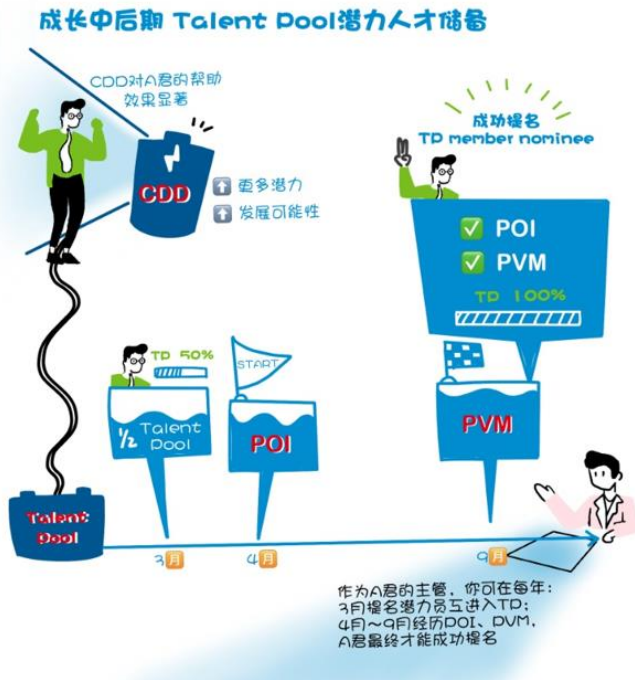 成长中后期 Talent Pool潜力人才储备
CDD对A君的帮助
效果显著
CDD
更多潜力
发展可能性
成功提名
TP member nominee
POI
PVM
TP 100%
TP 50%
START
1/2 Talent
Pool
POI
PVM
Talent
Pool
3月
4月
9月
作为A君的主管，你可在每年：
3月提名潜力员互进入TP；
4月～9月经历POI、PVM，
A君最终才能成功提名